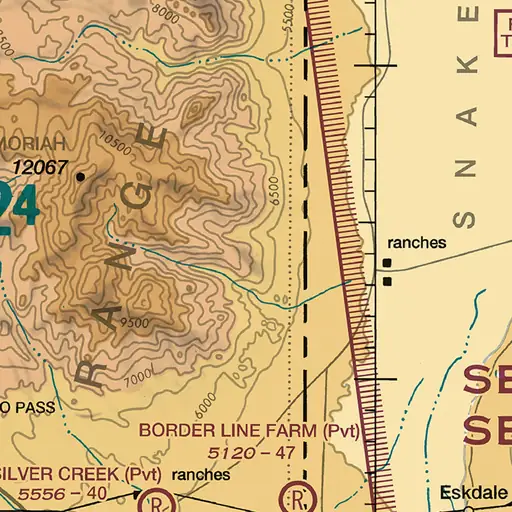 8000
5500
8500
SNAKE
MORIAH
12067
10500
RANGE
24
6500
ranches
9500
7000
6000
O PASS
BORDER LINE FARM (Pvt)
5120 – 47
SILVER CREEK (Pvt)
5556 – 40
ranches
R
R
SE
SE
Eskdale